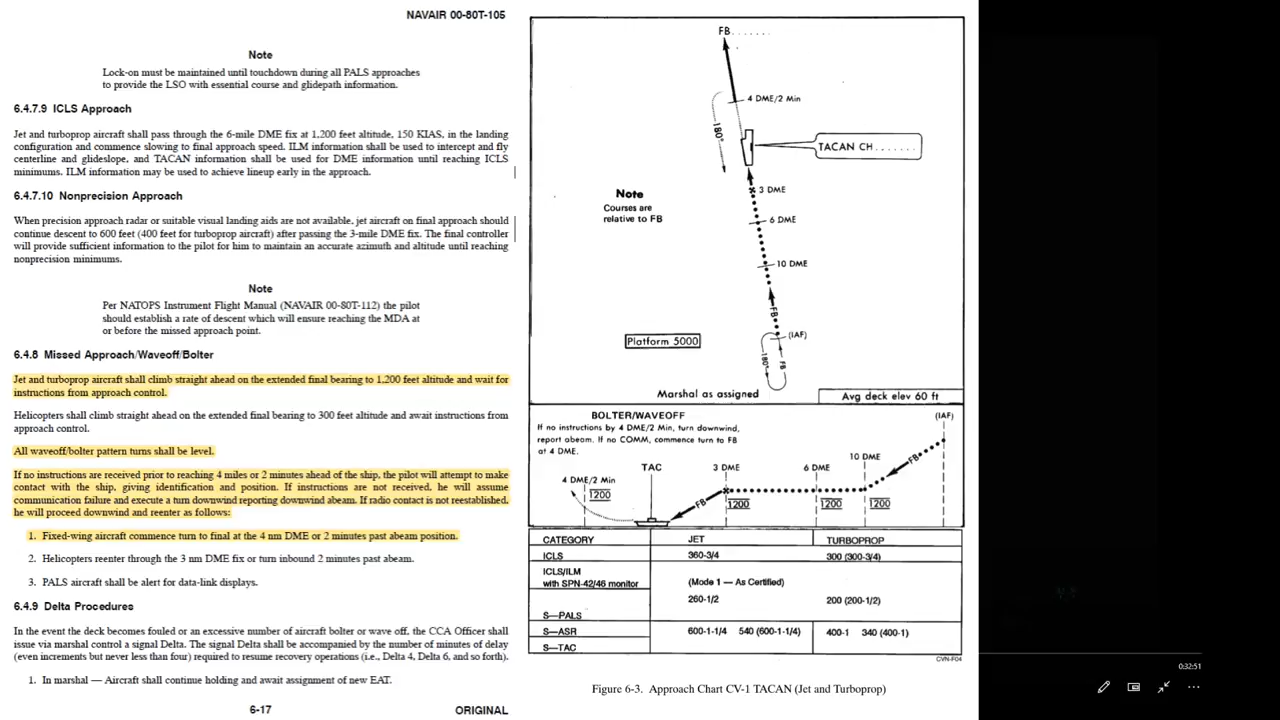 NAVAIR 00-80T-105
Note
Lock-on must be maintained until touchdown during all PALS approaches
to provide the LSO with essential course and glidepath information.
6.4.7.9 ICLS Approach
Jet and turboprop aircraft shall pass through the 6-mile DME fix at 1,200 feet altitude, 150 KIAS, in the landing
configuration and commence slowing to final approach speed. ILM information shall be used to intercept and fly
centerline and glideslope, and TACAN information shall be used for DME information until reaching ICLS
minimums. ILM information may be used to achieve lineup early in the approach.
6.4.7.10 Nonprecision Approach
When precision approach radar or suitable visual landing aids are not available, jet aircraft on final approach should
continue descent to 600 feet (400 feet for turboprop aircraft) after passing the 3-mile DME fix. The final controller
will provide sufficient information to the pilot for him to maintain an accurate azimuth and altitude until reaching
nonprecision minimums.
Note
Per NATOPS Instrument Flight Manual (NAVAIR 00-80T-112) the pilot
should establish a rate of descent which will ensure reaching the MDA at
or before the missed approach point.
6.4.8 Missed Approach/Waveoff/Bolter
Jet and turboprop aircraft shall climb straight ahead on the extended final bearing to 1,200 feet altitude and wait for
instructions from approach control.
Helicopters shall climb straight ahead on the extended final bearing to 300 feet altitude and await instructions from
approach control.
All waveoff/bolter pattern turns shall be level.
If no instructions are received prior to reaching 4 miles or 2 minutes ahead of the ship, the pilot will attempt to make
contact with the ship, giving identification and position. If instructions are not received, he will assume
communication failure and execute a turn downwind reporting downwind abeam. If radio contact is not reestablished,
he will proceed downwind and reenter as follows:
1. Fixed-wing aircraft commence turn to final at the 4 nm DME or 2 minutes past abeam position.
2. Helicopters reenter through the 3 nm DME fix or turn inbound 2 minutes past abeam.
3. PALS aircraft shall be alert for data-link displays.
6.4.9 Delta Procedures
In the event the deck becomes fouled or an excessive number of aircraft bolter or wave off, the CCA Officer shall
issue via marshal control a signal Delta. The signal Delta shall be accompanied by the number of minutes of delay
(even increments but never less than four) required to resume recovery operations (i.e., Delta 4, Delta 6, and so forth).
1. In marshal — Aircraft shall continue holding and await assignment of new EAT.
6-17
ORIGINAL
FB.......
4 DME/2 Min
180°
TACAN CH.......
3 DME
Note
Courses are
relative to FB
6 DME
10 DME
FB
(IAF)
Platform 5000
180°
FB
Marshal as assigned
Avg deck elev 60 ft
BOLTER/WAVEOFF
If no instructions by 4 DME/2 Min, turn downwind,
report abeam. If no COMM, commence turn to FB
at 4 DME.
(IAF)
10 DME
FB
TAC
3 DME
6 DME
4 DME/2 Min
1200
FB
1200
1200
1200
CATEGORY JET TURBOPROP
ICLS 360-3/4 300 (300-3/4)
ICLS/ILM
with SPN-42/46 monitor (Mode 1 — As Certified)
260-1/2 200 (200-1/2)
S—PALS
S—ASR 600-1-1/4 540 (600-1-1/4) 400-1 340 (400-1)
S—TAC
CVN-F04
Figure 6-3. Approach Chart CV-1 TACAN (Jet and Turboprop)
0:32:51